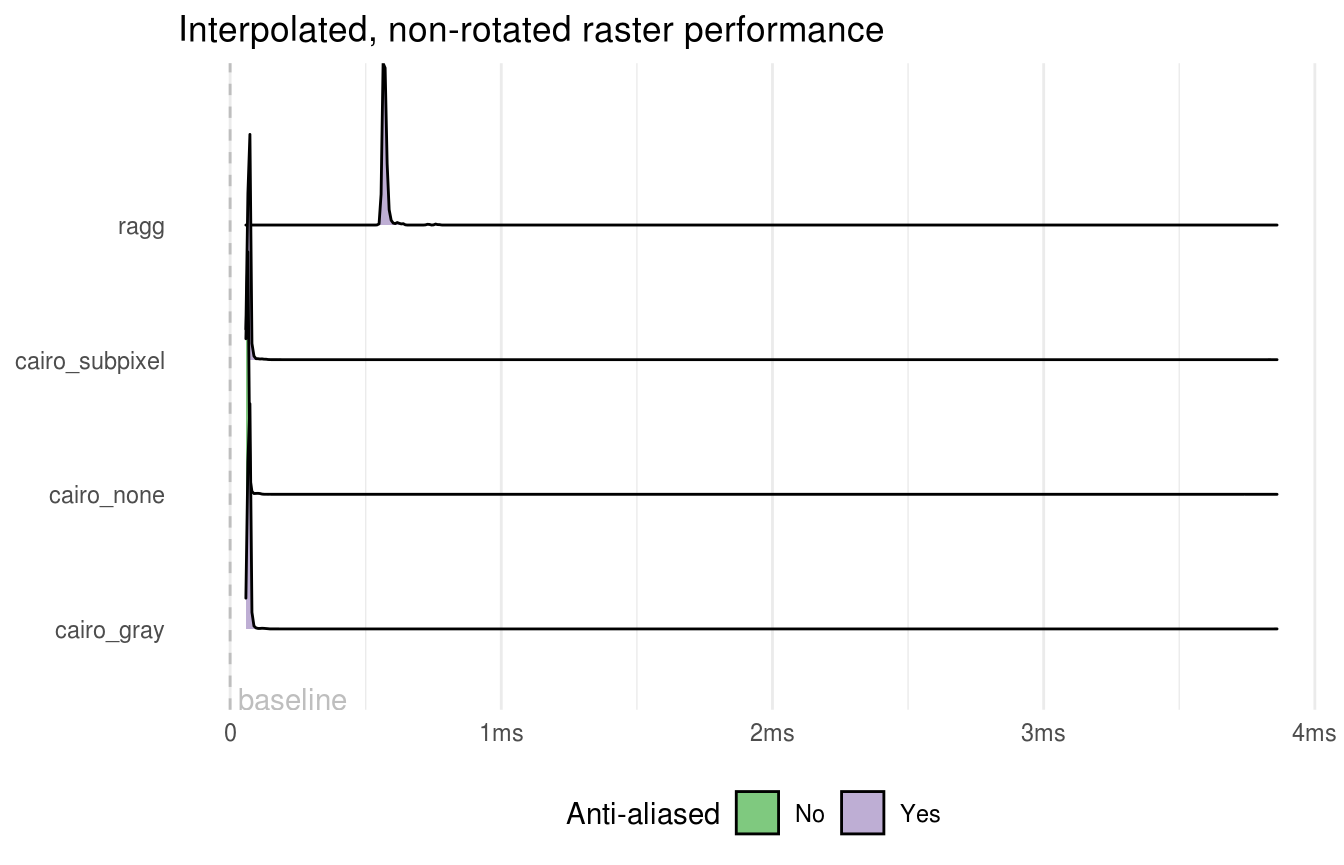 Interpolated, non-rotated raster performance
ragg
cairo_subpixel
cairo_none
cairo_gray
baseline
0 1ms 2ms 3ms 4ms
Anti-aliased No Yes